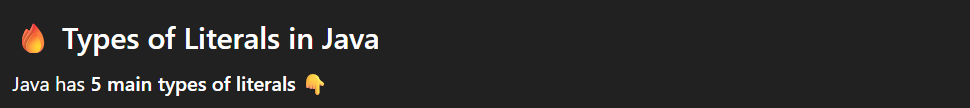 🔥 Types of Literals in Java
Java has 5 main types of literals 👇